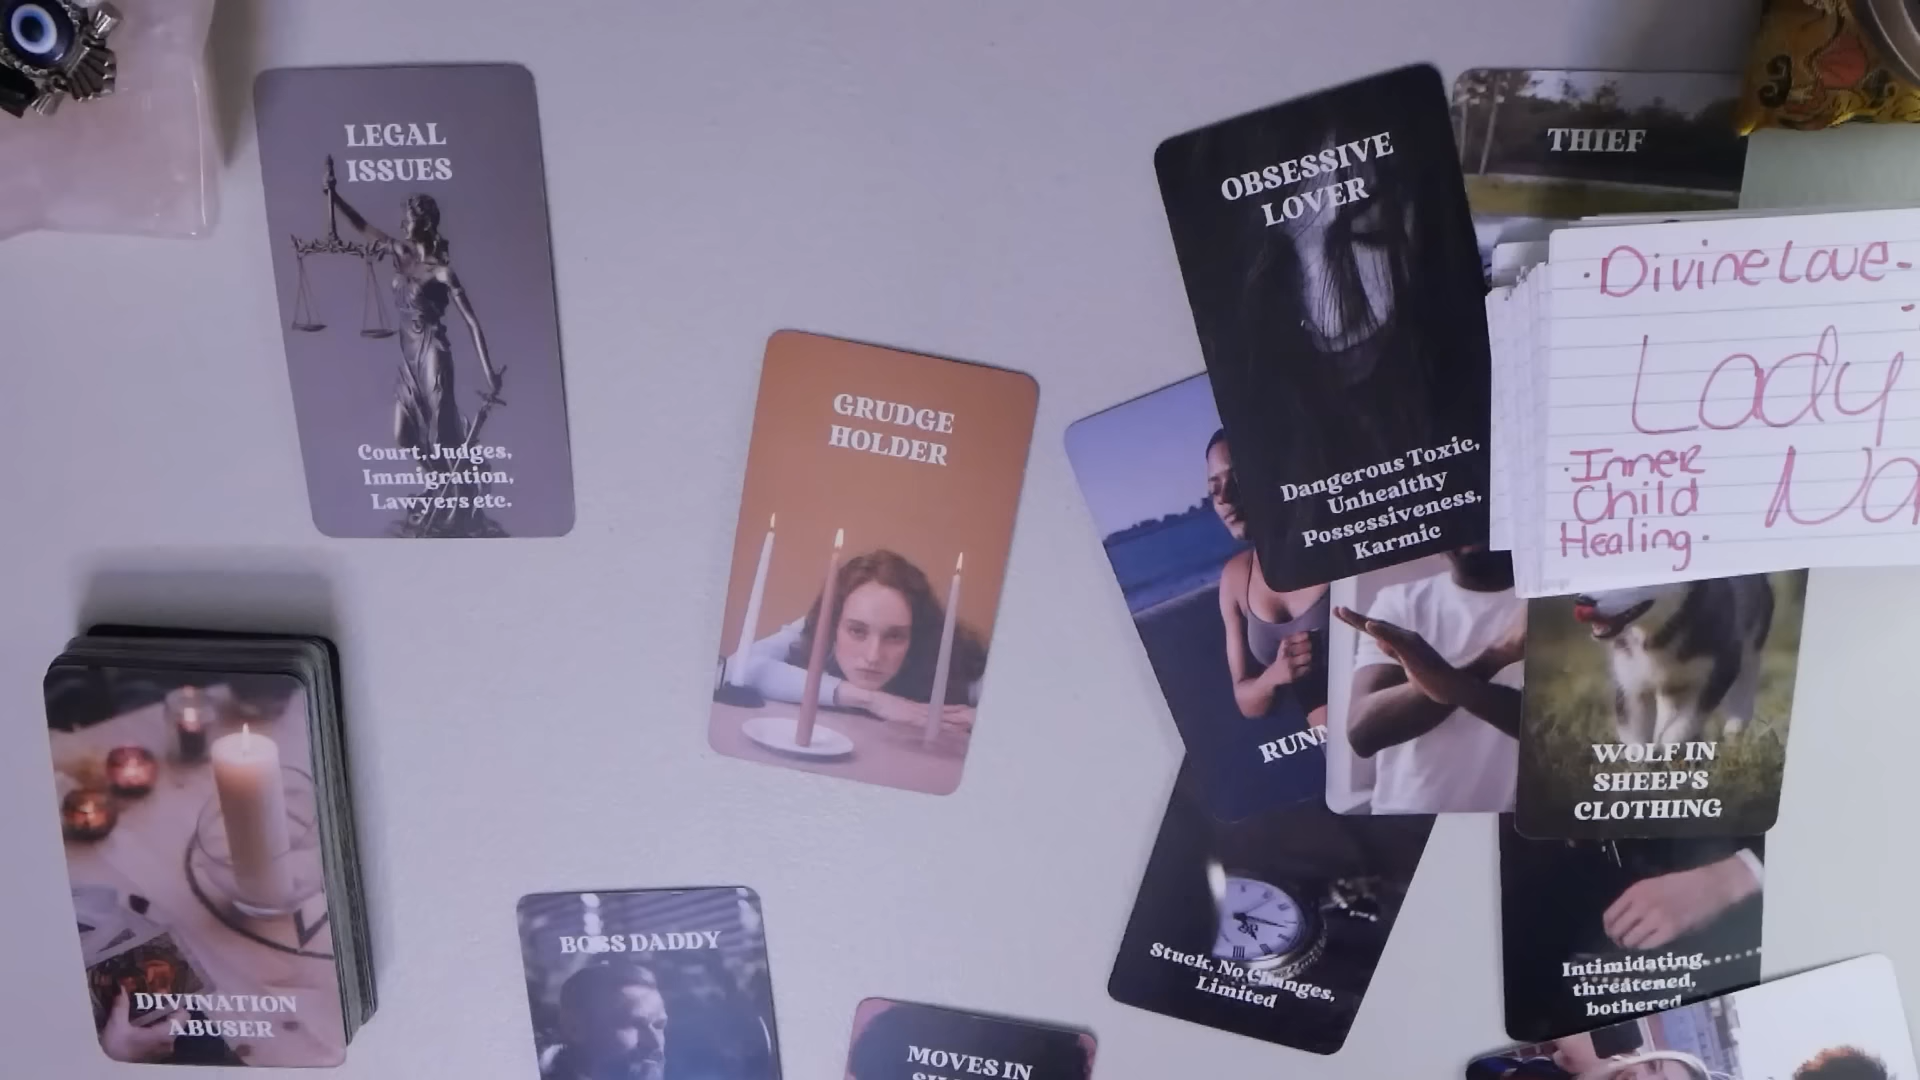 LEGAL
ISSUES
Court, Judges,
Immigration,
Lawyers etc.
GRUDGE
HOLDER
OBSESSIVE
LOVER
Dangerous Toxic,
Unhealthy
Possessiveness,
Karmic
THIEF
· Divine Love -
Lady
· Inner
Child
Healing ·
WOLF IN
SHEEP'S
CLOTHING
Stuck, No Changes,
Limited
Intimidating,
threatened,
bothered
DIVINATION
ABUSER
BOSS DADDY
MOVES IN